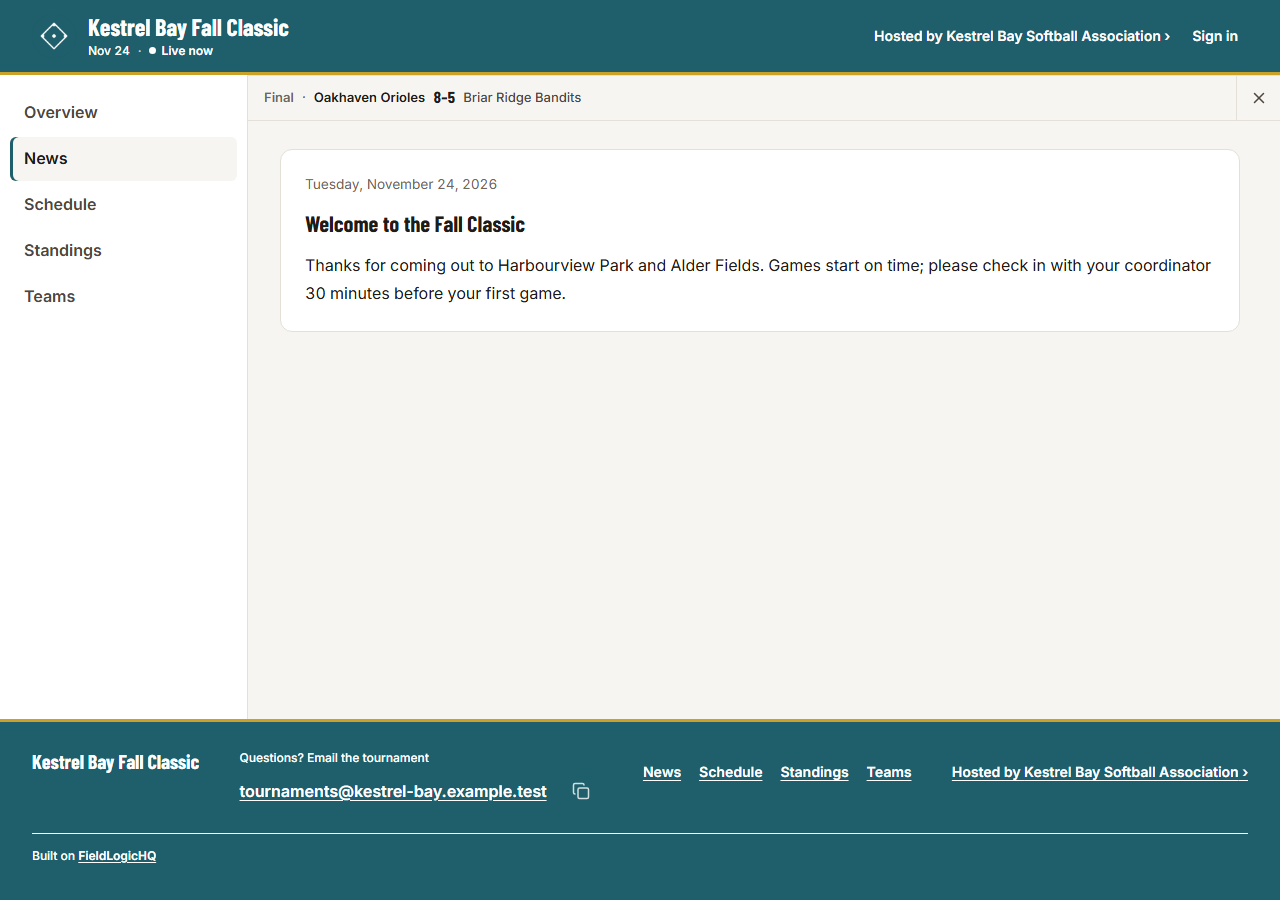 Kestrel Bay Fall Classic
Nov 24 · Live now
Hosted by Kestrel Bay Softball Association ›
Sign in
Overview
News
Schedule
Standings
Teams
Final · Oakhaven Orioles 8-5 Briar Ridge Bandits
Tuesday, November 24, 2026
Welcome to the Fall Classic
Thanks for coming out to Harbourview Park and Alder Fields. Games start on time; please check in with your coordinator
30 minutes before your first game.
Kestrel Bay Fall Classic
Questions? Email the tournament
tournaments@kestrel-bay.example.test
News Schedule Standings Teams
Hosted by Kestrel Bay Softball Association ›
Built on FieldLogicHQ